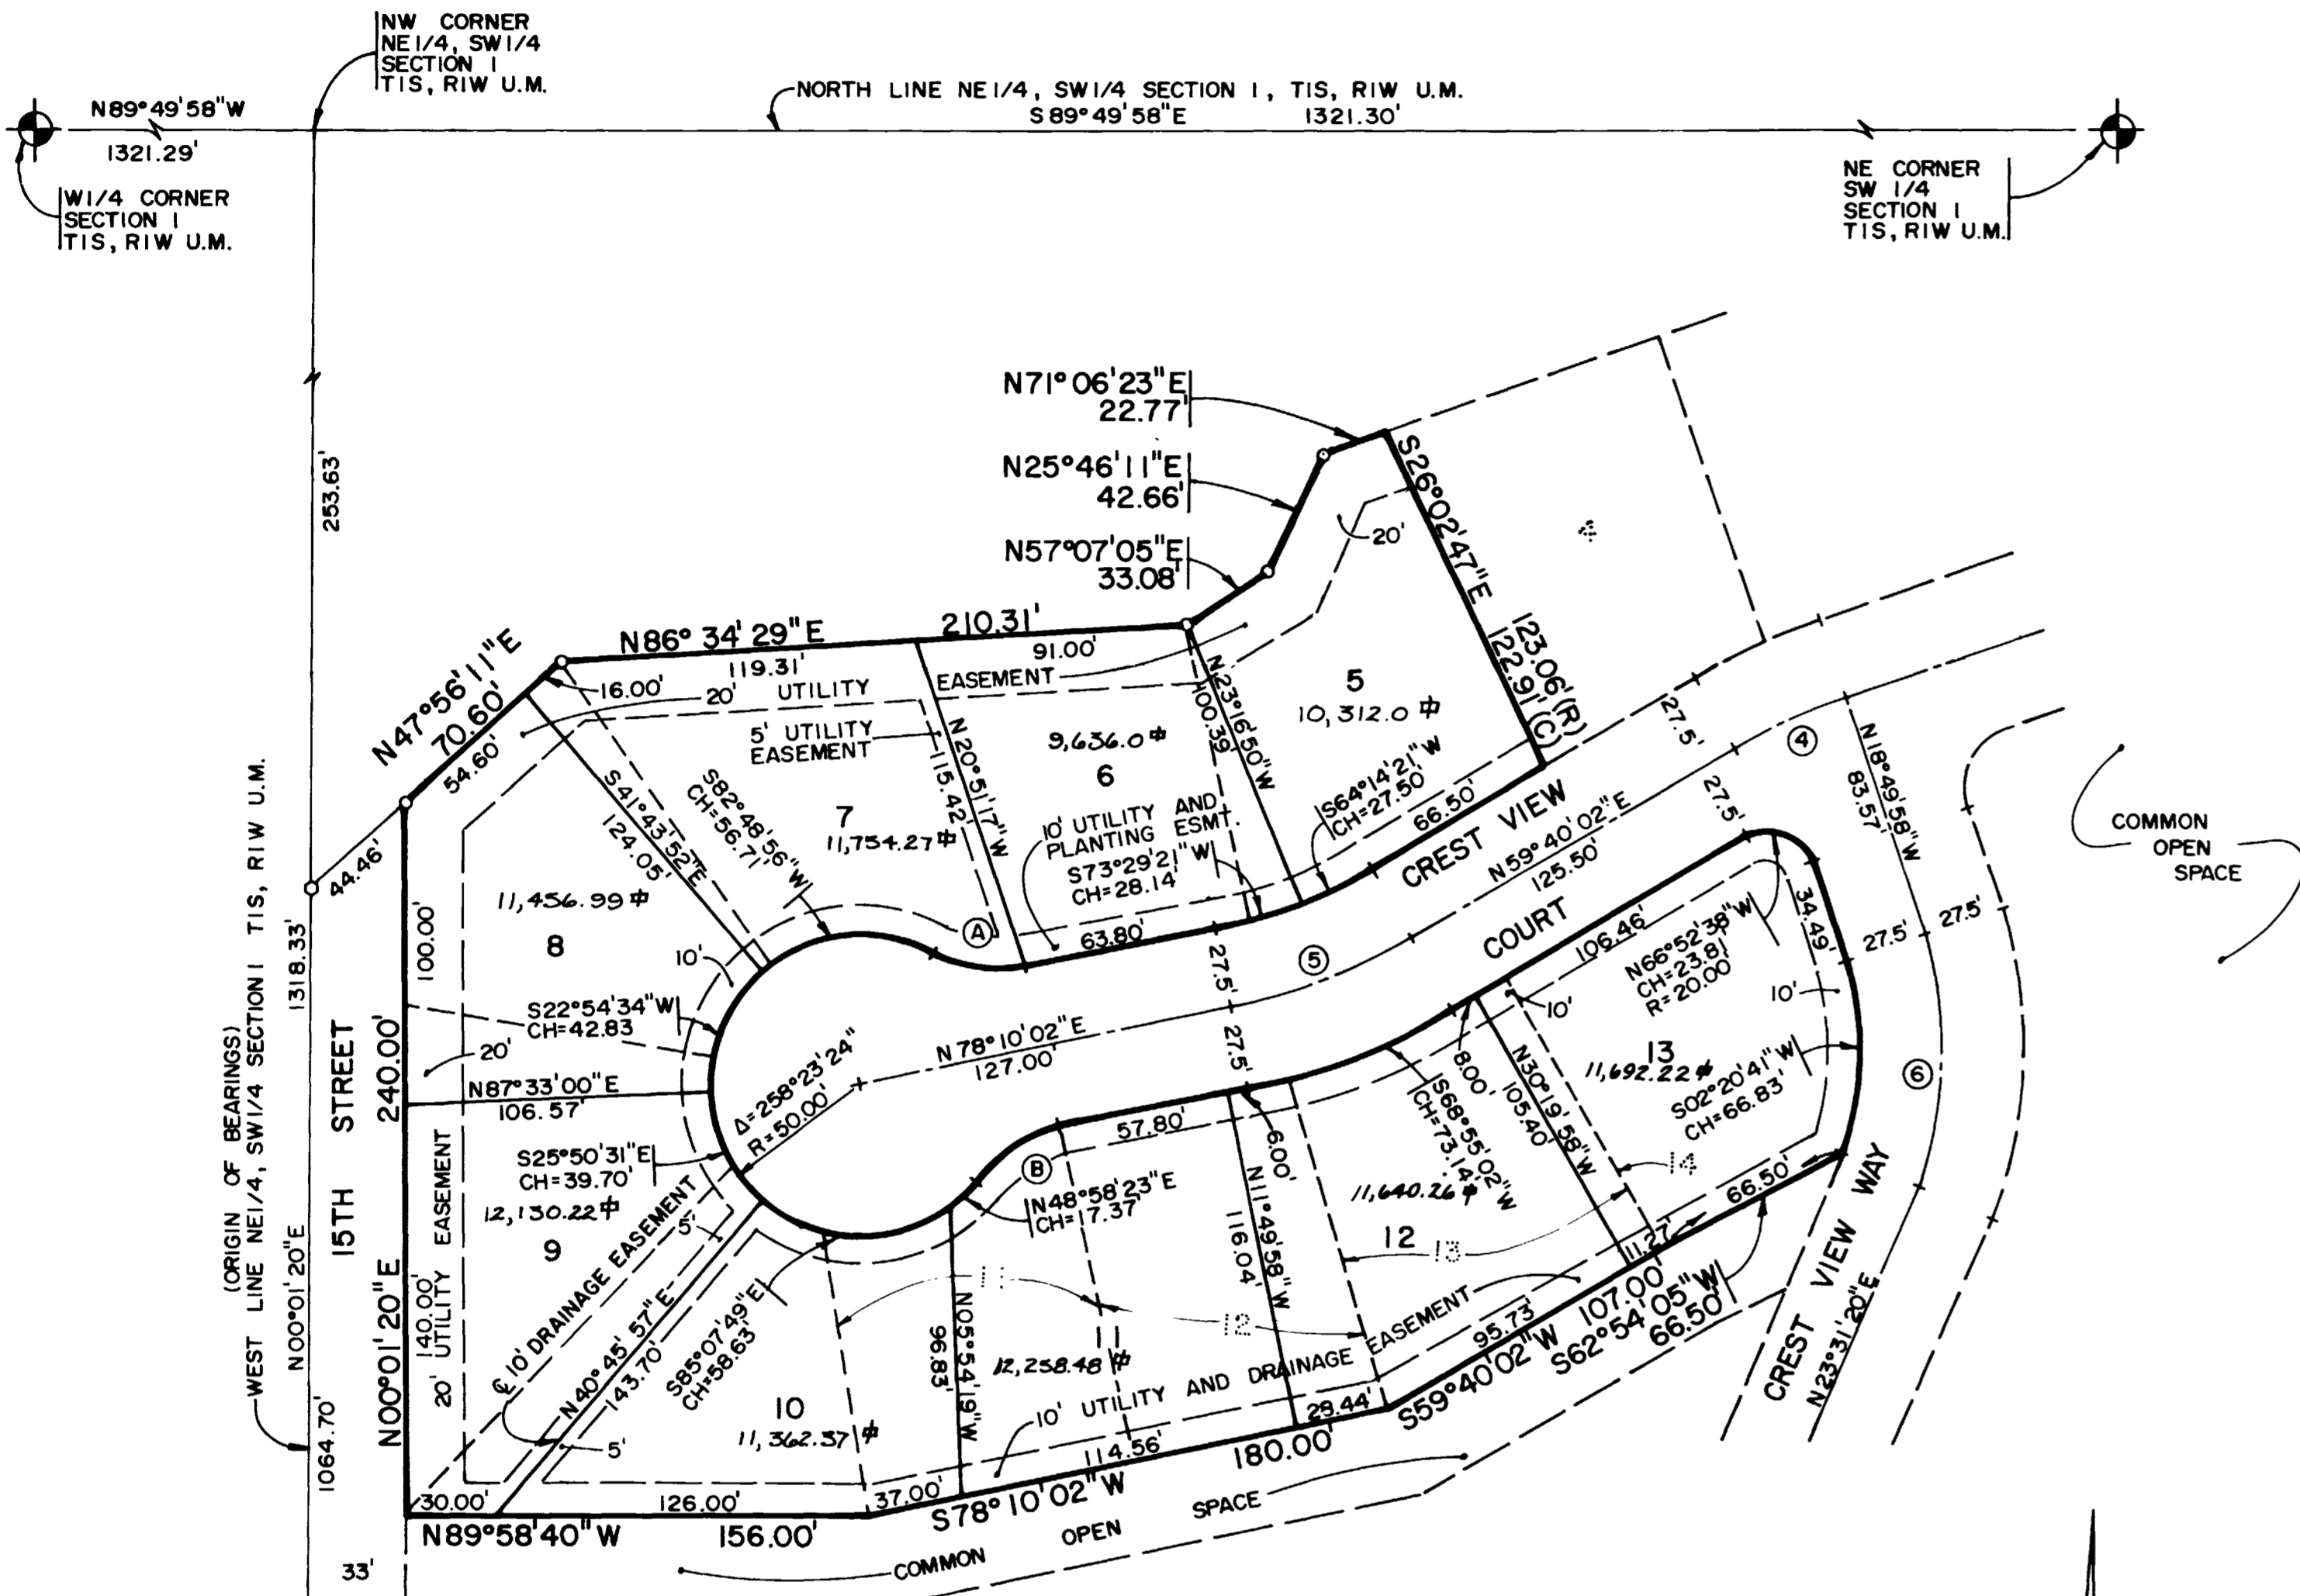 NW CORNER
NE1/4, SW1/4
SECTION 1
T1S, R1W U.M.
N89°49'58"W
1321.29'
NORTH LINE NE1/4, SW1/4 SECTION 1, T1S, R1W U.M.
S89°49'58"E 1321.30'
W1/4 CORNER
SECTION 1
T1S, R1W U.M.
NE CORNER
SW 1/4
SECTION 1
T1S, R1W U.M.
N71°06'23"E
22.77'
N25°46'11"E
42.66'
N57°07'05"E
33.08'
S26°02'47"E
123.06'(R)
122.91'(C)
20'
4
253.63'
N47°56'11"E
70.60'
54.60'
16.00'
44.46'
N86°34'29"E 210.31'
119.31'
91.00'
20' UTILITY
EASEMENT
5' UTILITY
EASEMENT
N20°51'17"W
115.42'
N23°16'50"W
100.39'
5
10,312.0
9,636.0
6
7
11,754.27
S82°48'56"W
CH=56.71'
S41°43'52"E
124.05'
10' UTILITY AND
PLANTING ESMT.
S73°29'21"W
CH=28.14'
S64°14'21"W
CH=27.50'
66.50'
63.80'
CREST VIEW
COURT
N59°40'02"E
125.50'
27.5'
27.5'
4
N18°49'58"W
83.57'
COMMON
OPEN
SPACE
11,456.99
8
100.00'
10'
A
5
27.5'
27.5'
106.46'
34.49'
27.5'
27.5'
S22°54'34"W
CH=42.83
20'
N87°33'00"E
106.57'
Δ=258°23'24"
R=50.00'
N78°10'02"E
127.00'
N66°52'38"W
CH=23.81
R=20.00'
10'
10'
13
11,692.22
S02°20'41"W
CH=66.83'
6
8.00'
N30°19'58"W
105.40'
S68°55'02"W
CH=73.14'
14
11,640.26
12
13
57.80'
6.00'
B
N48°58'23"E
CH=17.37'
N11°49'58"W
116.04'
S25°50'31"E
CH=39.70'
12,130.22
9
5'
℄ 10' DRAINAGE EASEMENT
N40°45'57"E
143.70'
5'
S85°07'49"E
CH=58.63'
11
12
N05°54'19"W
96.83'
12,258.48
10
11,362.37
10' UTILITY AND DRAINAGE EASEMENT
66.50'
11.27'
95.73'
28.44'
114.56'
37.00'
30.00'
126.00'
N89°58'40"W 156.00'
S78°10'02"W 180.00'
S59°40'02"W 107.00'
S62°54'05"W
66.50'
CREST VIEW WAY
N23°31'20"E
COMMON OPEN SPACE
15TH STREET
240.00'
N00°01'20"E
140.00'
20' UTILITY EASEMENT
(ORIGIN OF BEARINGS)
WEST LINE NE1/4, SW1/4 SECTION 1 T1S, R1W U.M.
N00°01'20"E 1318.33'
1064.70'
33'